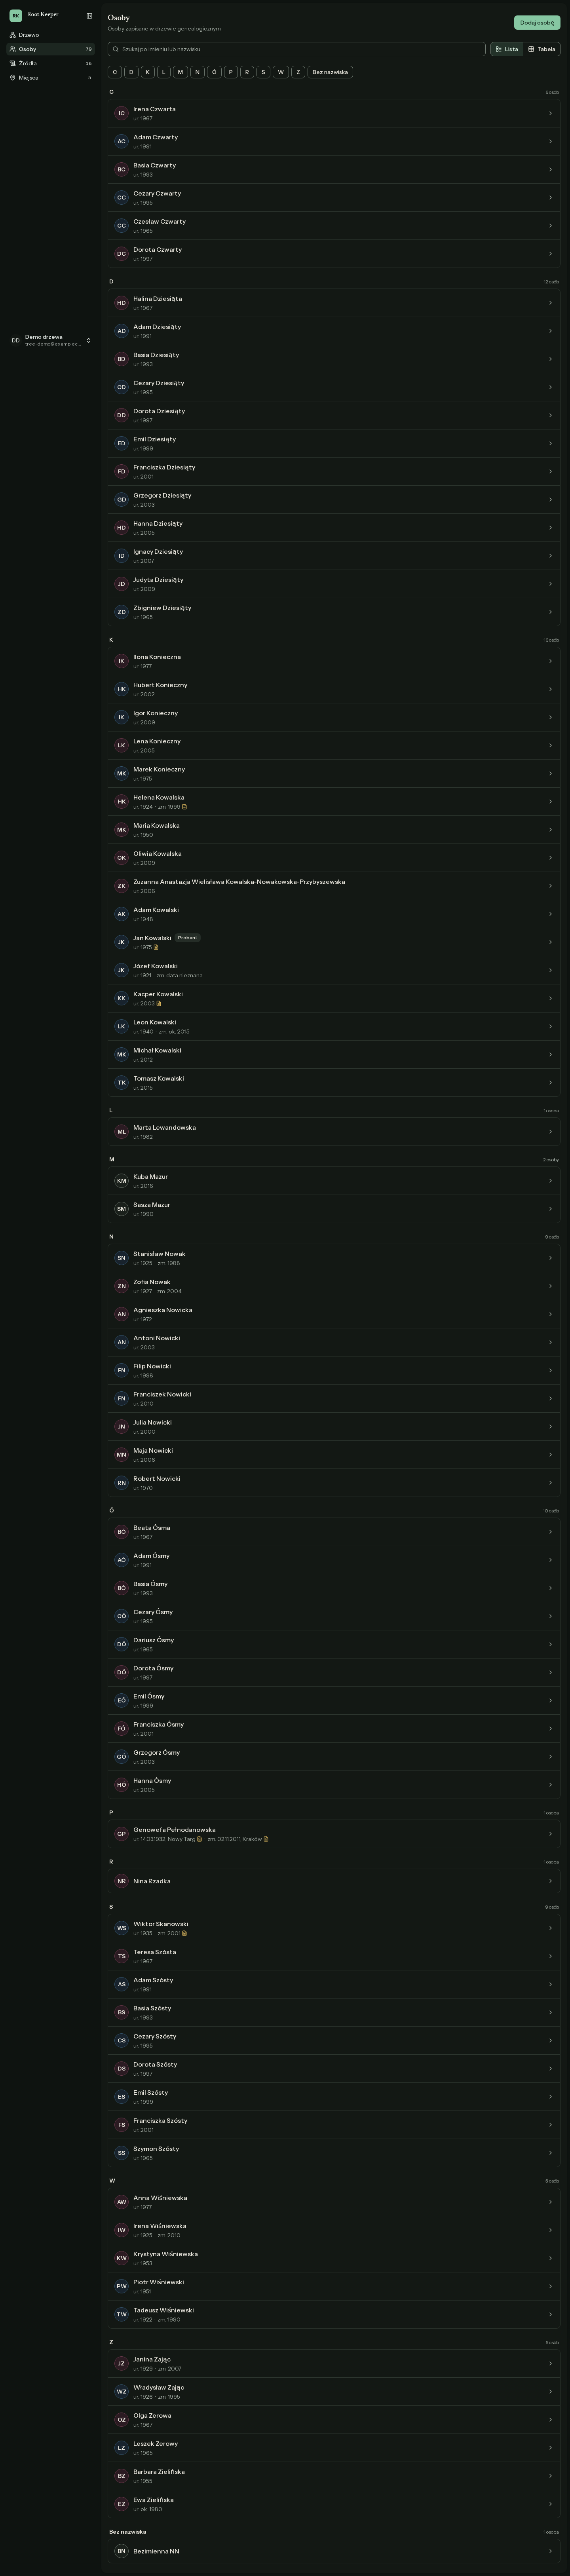 RK Root Keeper
Drzewo
Osoby 79
Źródła 16
Miejsca 5
DD Demo drzewa
Osoby
Osoby zapisane w drzewie genealogicznym
Dodaj osobę
Szukaj po imieniu lub nazwisku
Lista Tabela
C D K L M N Ó P R S W Z Bez nazwiska
C 6 osób
IC Irena Czwarta
ur. 1967
AC Adam Czwarty
ur. 1991
BC Basia Czwarty
ur. 1993
CC Cezary Czwarty
ur. 1995
CC Czesław Czwarty
ur. 1965
DC Dorota Czwarty
ur. 1997
D 12 osób
HD Halina Dziesiąta
ur. 1967
AD Adam Dziesiąty
ur. 1991
BD Basia Dziesiąty
ur. 1993
CD Cezary Dziesiąty
ur. 1995
DD Dorota Dziesiąty
ur. 1997
ED Emil Dziesiąty
ur. 1999
FD Franciszka Dziesiąty
ur. 2001
GD Grzegorz Dziesiąty
ur. 2003
HD Hanna Dziesiąty
ur. 2005
ID Ignacy Dziesiąty
ur. 2007
JD Judyta Dziesiąty
ur. 2009
ZD Zbigniew Dziesiąty
ur. 1965
K 16 osób
IK Ilona Konieczna
ur. 1977
HK Hubert Konieczny
ur. 2002
IK Igor Konieczny
ur. 2009
LK Lena Konieczny
ur. 2005
MK Marek Konieczny
ur. 1975
HK Helena Kowalska
ur. 1924 · zm. 1999
MK Maria Kowalska
ur. 1950
OK Oliwia Kowalska
ur. 2009
ZK Zuzanna Anastazja Wielisława Kowalska-Nowakowska-Przybyszewska
ur. 2006
AK Adam Kowalski
ur. 1948
JK Jan Kowalski Probant
ur. 1975
JK Józef Kowalski
ur. 1921 · zm. data nieznana
KK Kacper Kowalski
ur. 2003
LK Leon Kowalski
ur. 1940 · zm. ok. 2015
MK Michał Kowalski
ur. 2012
TK Tomasz Kowalski
ur. 2015
L 1 osoba
ML Marta Lewandowska
ur. 1982
M 2 osoby
KM Kuba Mazur
ur. 2016
SM Sasza Mazur
ur. 1990
N 9 osób
SN Stanisław Nowak
ur. 1925 · zm. 1988
ZN Zofia Nowak
ur. 1927 · zm. 2004
AN Agnieszka Nowicka
ur. 1972
AN Antoni Nowicki
ur. 2003
FN Filip Nowicki
ur. 1998
FN Franciszek Nowicki
ur. 2010
JN Julia Nowicki
ur. 2000
MN Maja Nowicki
ur. 2008
RN Robert Nowicki
ur. 1970
Ó 10 osób
BÓ Beata Ósma
ur. 1967
AÓ Adam Ósmy
ur. 1991
BÓ Basia Ósmy
ur. 1993
CÓ Cezary Ósmy
ur. 1995
DÓ Dariusz Ósmy
ur. 1965
DÓ Dorota Ósmy
ur. 1997
EÓ Emil Ósmy
ur. 1999
FÓ Franciszka Ósmy
ur. 2001
GÓ Grzegorz Ósmy
ur. 2003
HÓ Hanna Ósmy
ur. 2005
P 1 osoba
GP Genowefa Pełnodanowska
ur. 14.03.1932, Nowy Targ · zm. 02.11.2011, Kraków
R 1 osoba
NR Nina Rzadka
S 9 osób
WS Wiktor Skanowski
ur. 1935 · zm. 2001
TS Teresa Szósta
ur. 1967
AS Adam Szósty
ur. 1991
BS Basia Szósty
ur. 1993
CS Cezary Szósty
ur. 1995
DS Dorota Szósty
ur. 1997
ES Emil Szósty
ur. 1999
FS Franciszka Szósty
ur. 2001
SS Szymon Szósty
ur. 1965
W 5 osób
AW Anna Wiśniewska
ur. 1977
IW Irena Wiśniewska
ur. 1925 · zm. 2010
KW Krystyna Wiśniewska
ur. 1953
PW Piotr Wiśniewski
ur. 1951
TW Tadeusz Wiśniewski
ur. 1922 · zm. 1990
Z 6 osób
JZ Janina Zając
ur. 1929 · zm. 2007
WZ Władysław Zając
ur. 1926 · zm. 1995
OZ Olga Zerowa
ur. 1967
LZ Leszek Zerowy
ur. 1965
BZ Barbara Zielińska
ur. 1955
EZ Ewa Zielińska
ur. ok. 1980
Bez nazwiska 1 osoba
BN Bezimienna NN